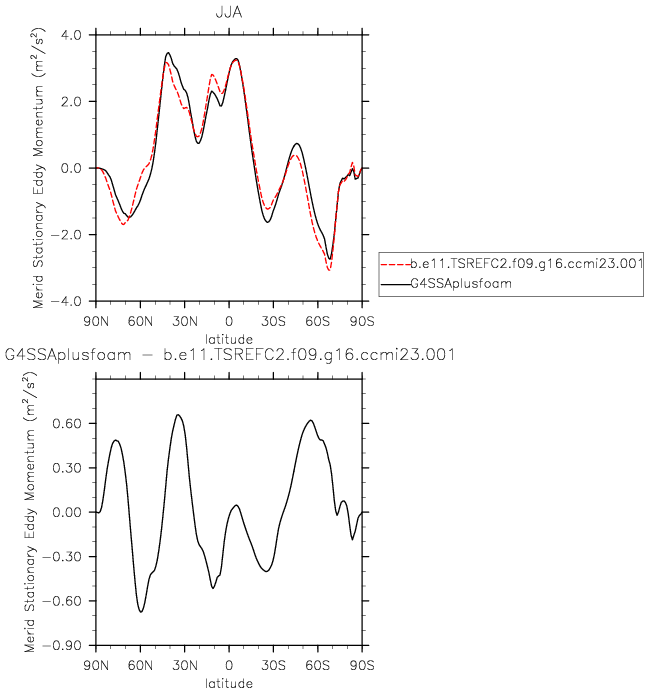 JJA
Merid Stationary Eddy Momentum (m²/s²)
4.0
2.0
0.0
−2.0
−4.0
90N 60N 30N 0 30S 60S 90S
latitude
b.e11.TSREFC2.f09.g16.ccmi23.001
G4SSAplusfoam
G4SSAplusfoam − b.e11.TSREFC2.f09.g16.ccmi23.001
Merid Stationary Eddy Momentum (m²/s²)
0.60
0.30
0.00
−0.30
−0.60
−0.90
90N 60N 30N 0 30S 60S 90S
latitude